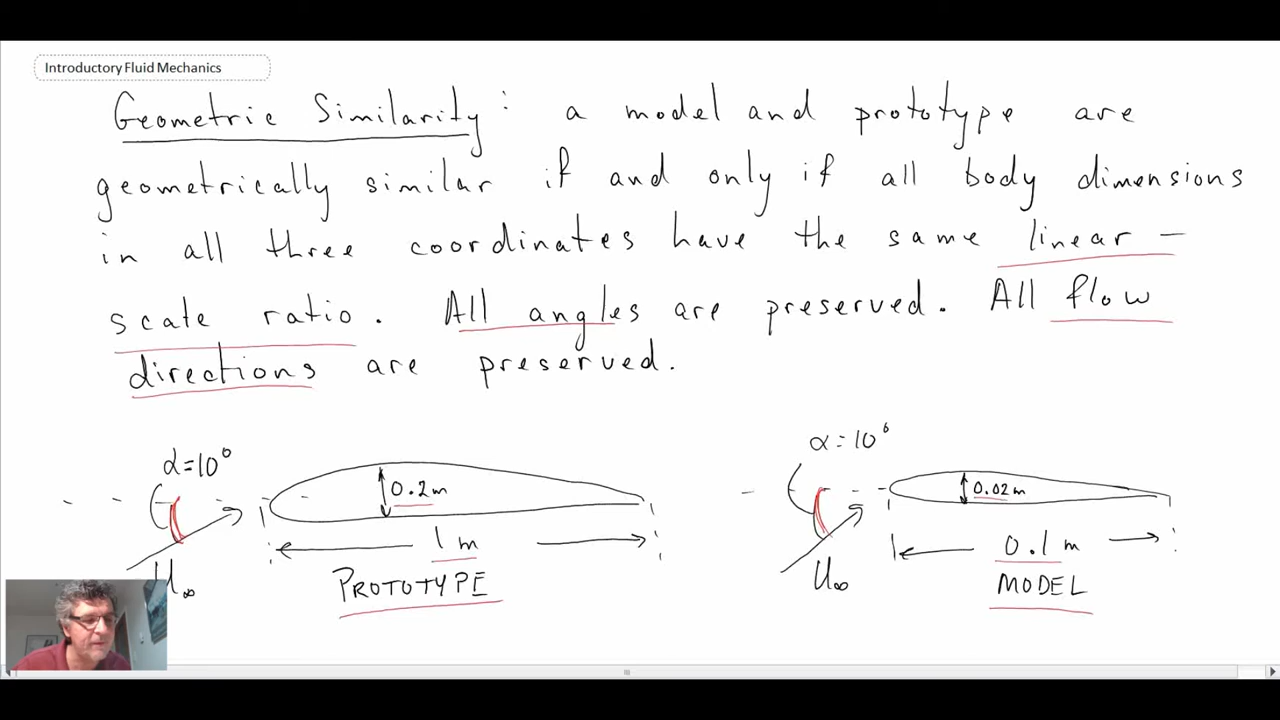 Introductory Fluid Mechanics
Geometric Similarity: a model and prototype are
geometrically similar if and only if all body dimensions
in all three coordinates have the same linear-
scale ratio. All angles are preserved. All flow
directions are preserved.
α=10° α=10°
0.2m 0.02m
1 m 0.1 m
U∞ PROTOTYPE U∞ MODEL